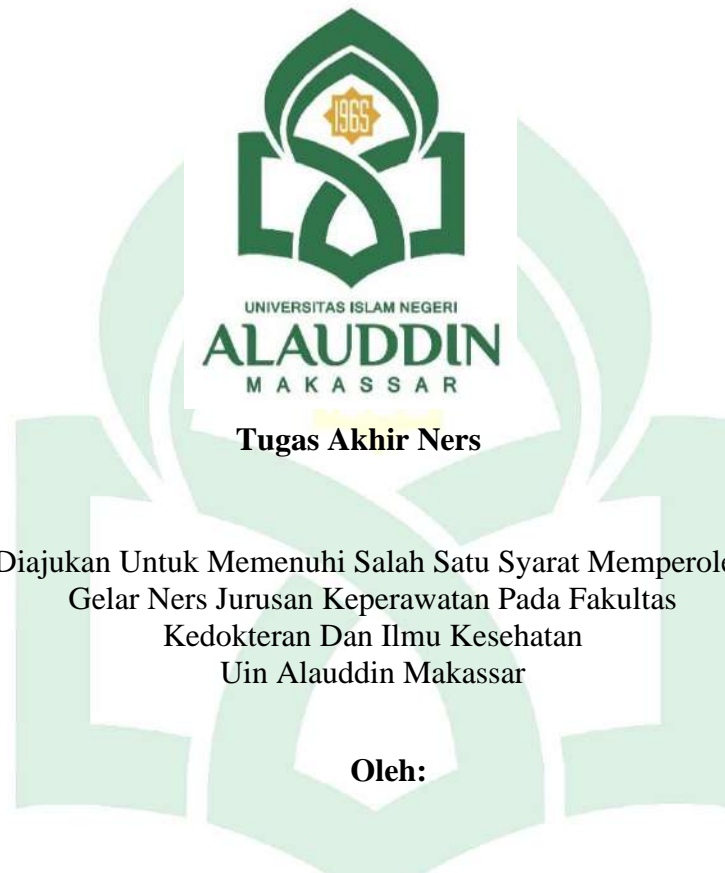 1965
UNIVERSITAS ISLAM NEGERI
ALAUDDIN
MAKASSAR
Tugas Akhir Ners
Diajukan Untuk Memenuhi Salah Satu Syarat Memperole
Gelar Ners Jurusan Keperawatan Pada Fakultas
Kedokteran Dan Ilmu Kesehatan
Uin Alauddin Makassar
Oleh: